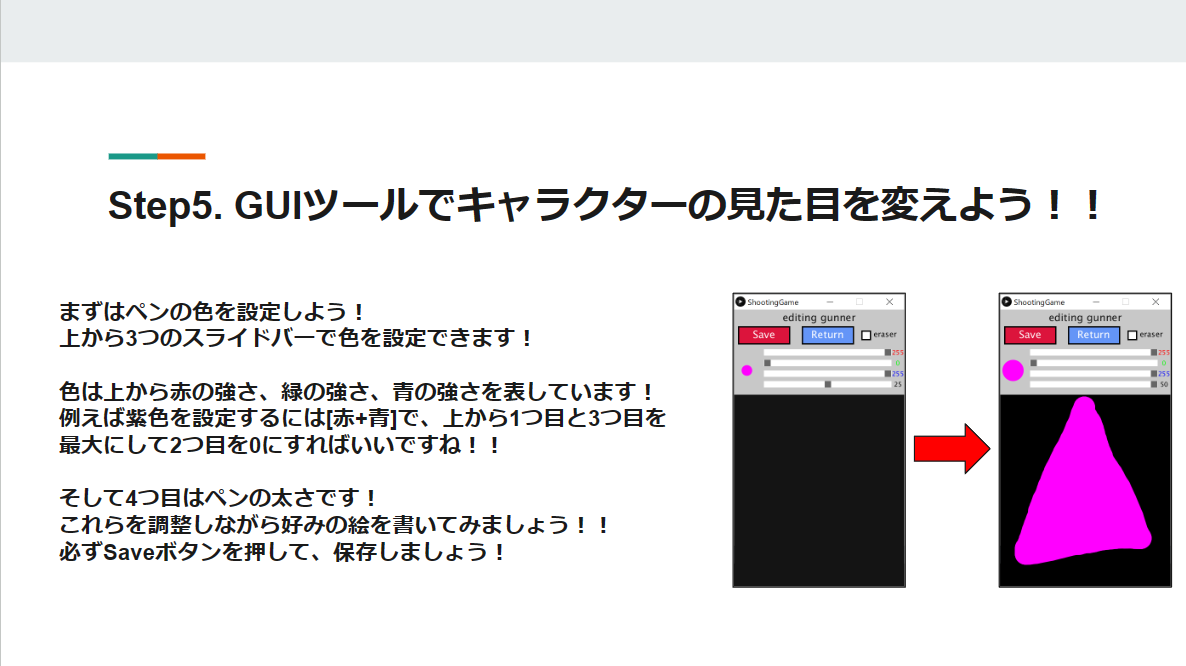 Step5. GUIツールでキャラクターの見た目を変えよう！！
まずはペンの色を設定しよう！
上から3つのスライドバーで色を設定できます！
色は上から赤の強さ、緑の強さ、青の強さを表しています！
例えば紫色を設定するには[赤+青]で、上から1つ目と3つ目を
最大にして2つ目を0にすればいいですね！！
そして4つ目はペンの太さです！
これらを調整しながら好みの絵を書いてみましょう！！
必ずSaveボタンを押して、保存しましょう！
ShootingGame
editing gunner
Save Return eraser
255
0
255
25
ShootingGame
editing gunner
Save Return eraser
255
0
255
50